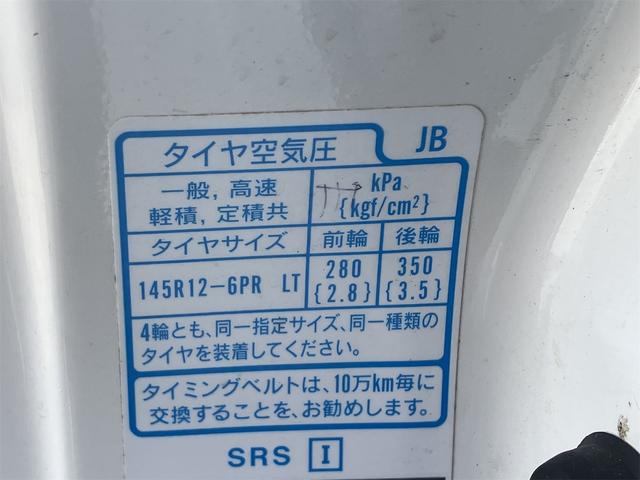 タイヤ空気圧 JB
一般，高速 kPa
軽積，定積共 {kgf/cm²}
タイヤサイズ 前輪 後輪
145R12-6PR LT 280 350
{2.8} {3.5}
4輪とも、同一指定サイズ、同一種類の
タイヤを装着してください。
タイミングベルトは、10万km毎に
交換することを、お勧めします。
SRS I